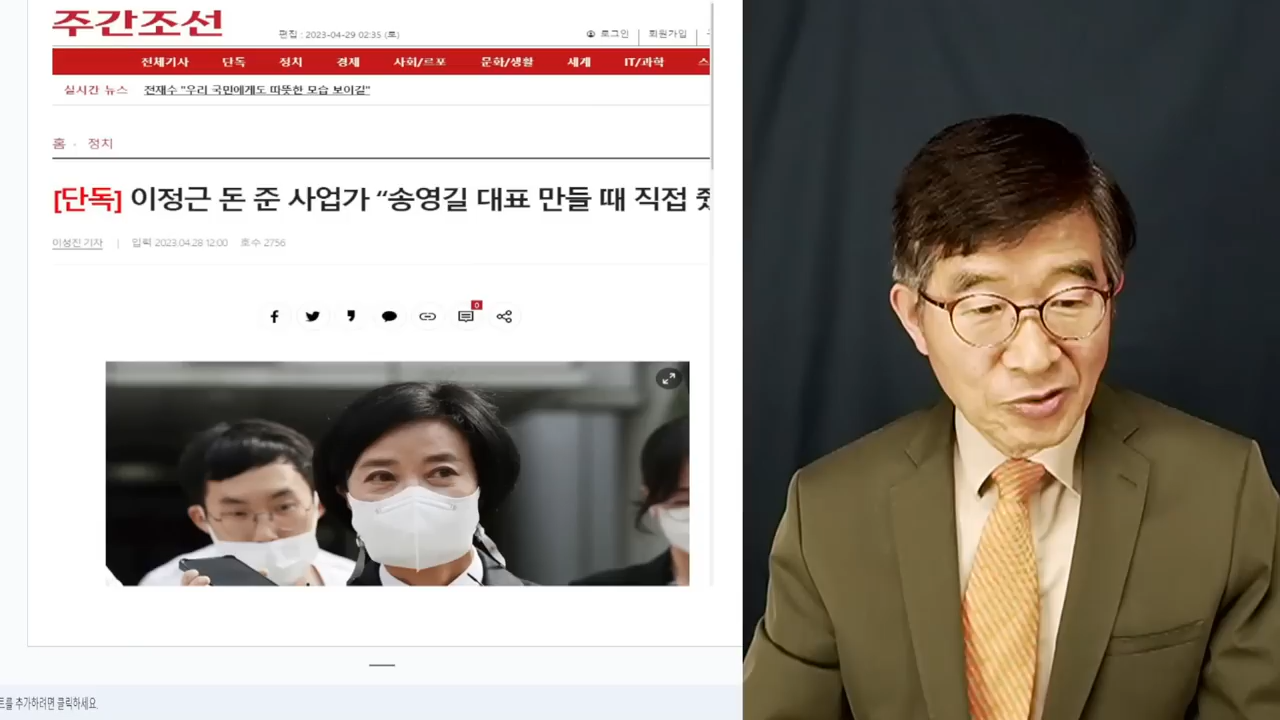 주간조선
편집 : 2023-04-29 02:35 (토)
로그인
회원가입
전체기사 단독 정치 경제 사회/르포 문화/생활 세계 IT/과학
실시간 뉴스 전재수 "우리 국민에게도 따뜻한 모습 보이길"
홈 정치
[단독] 이정근 돈 준 사업가 “송영길 대표 만들 때 직접
이성진 기자 | 입력 2023.04.28 12:00 호수 2756
0
트를 추가하려면 클릭하세요.